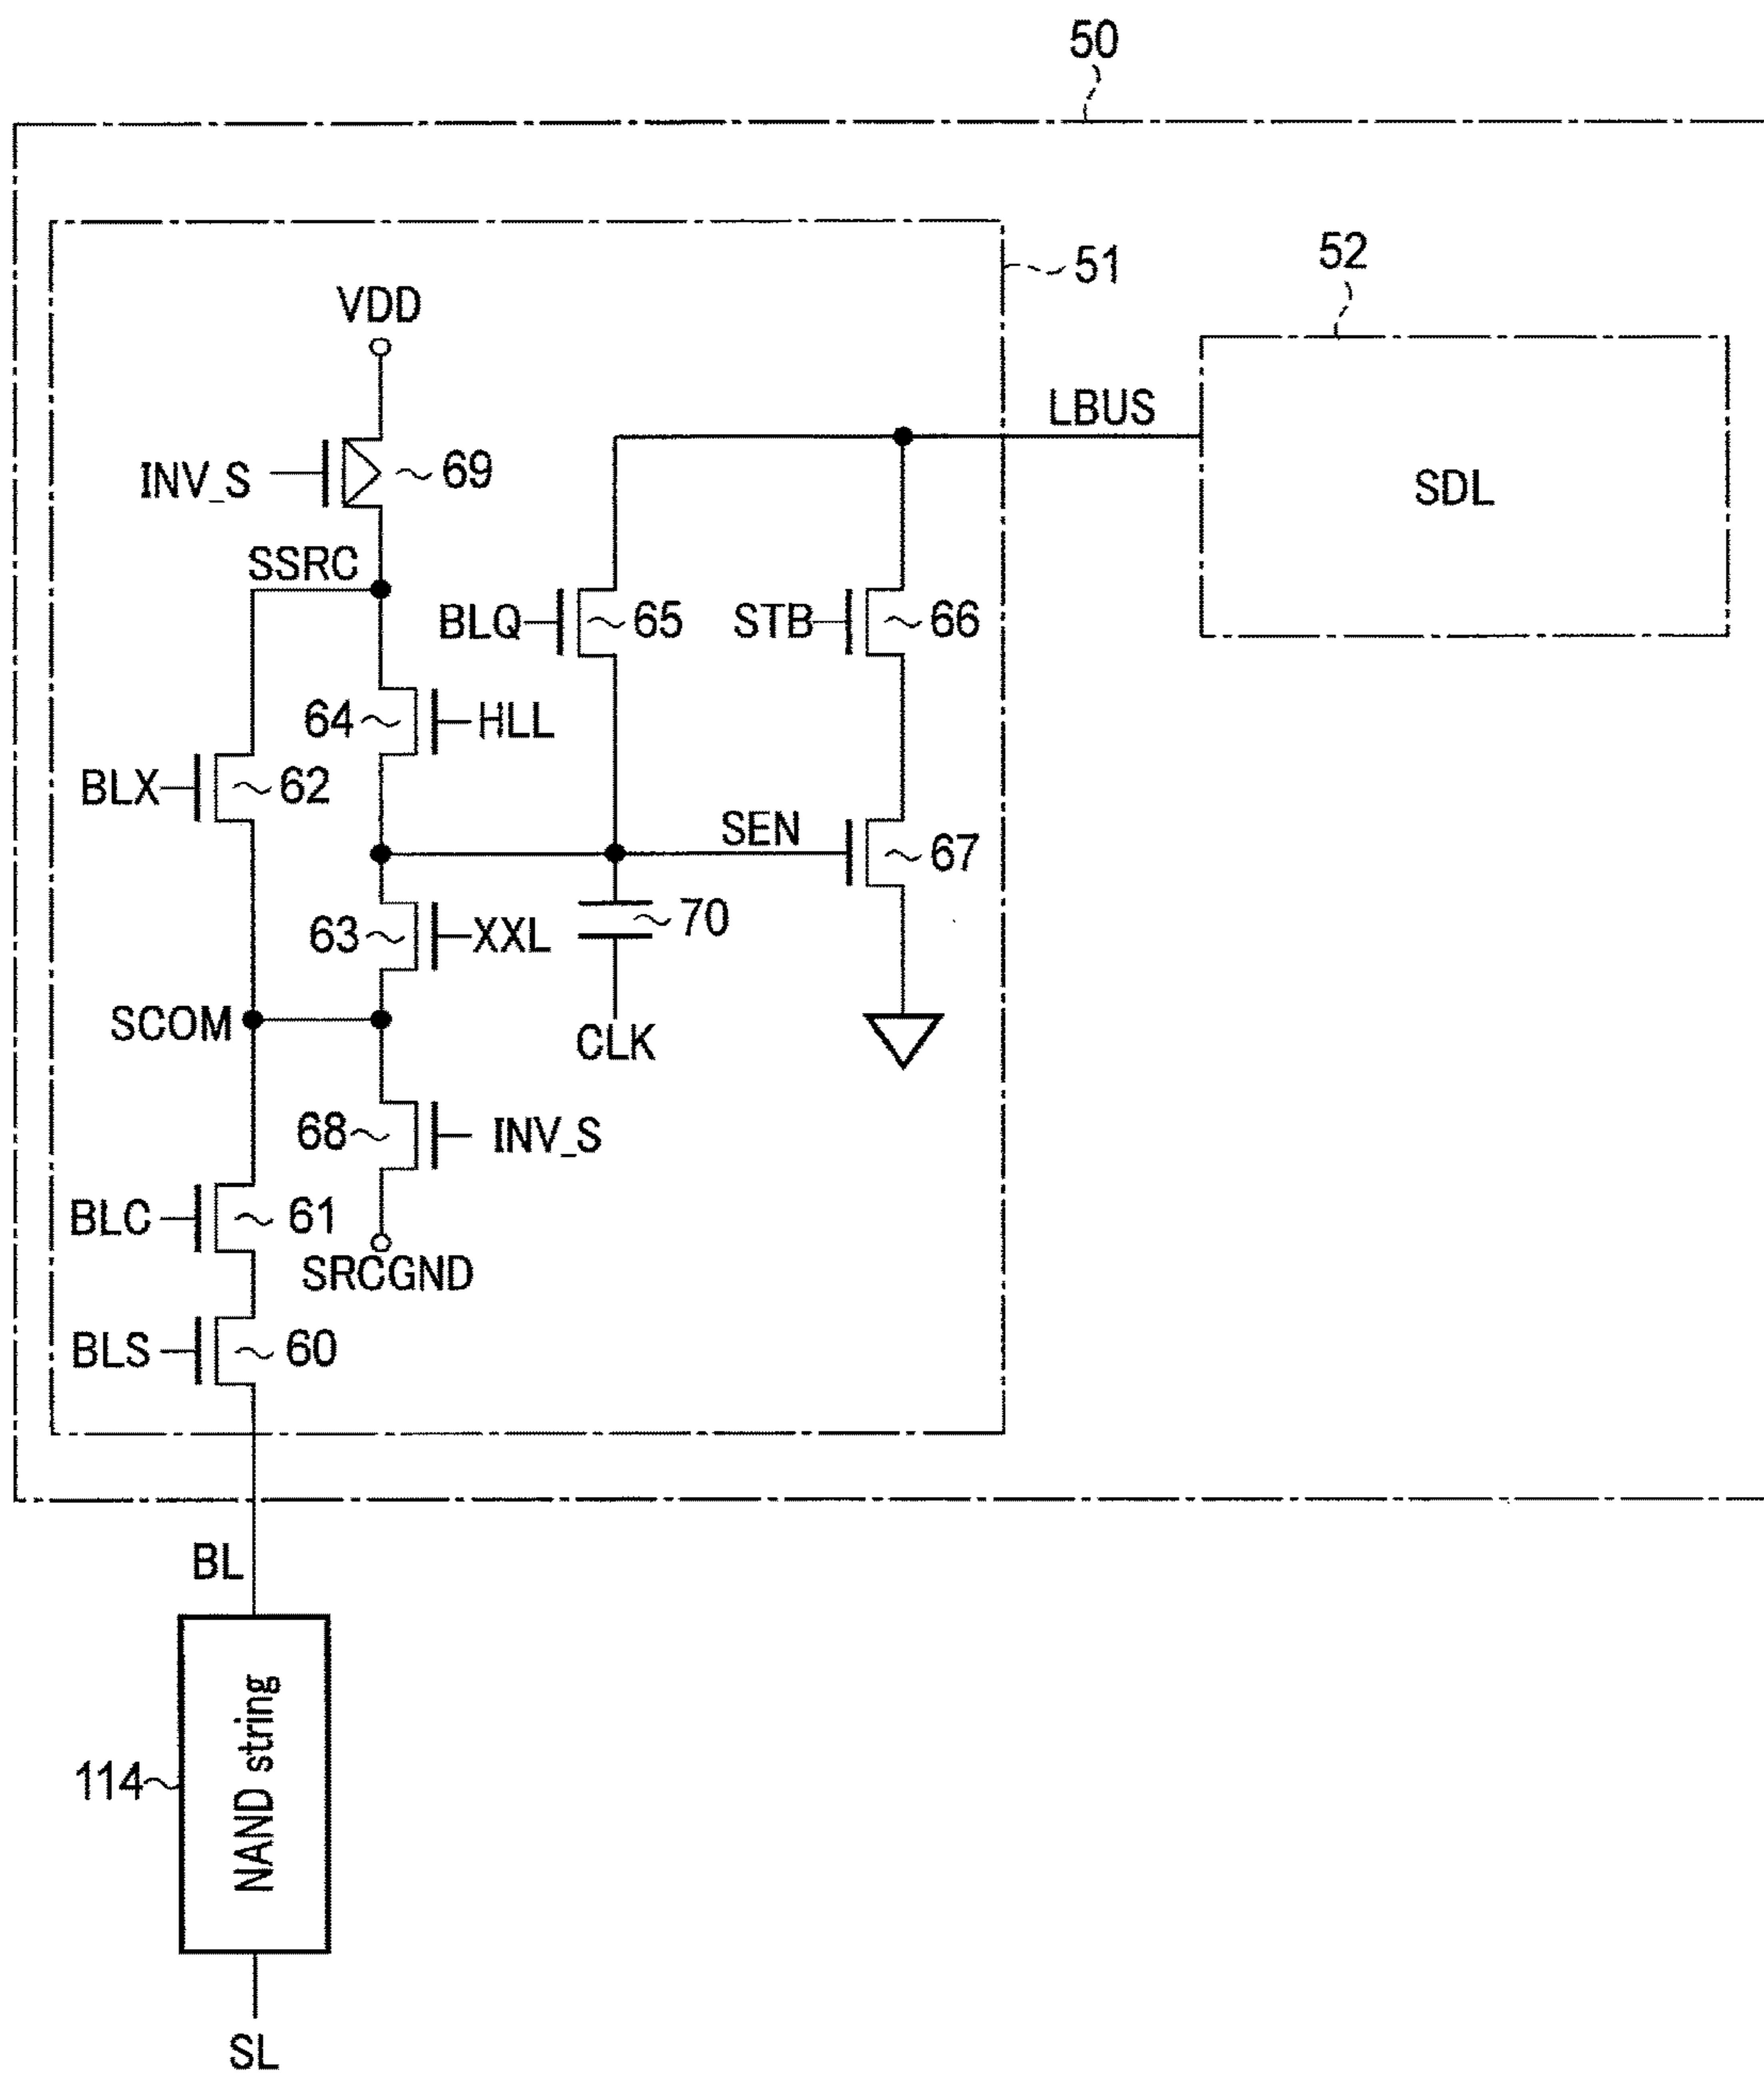 50
51
52
VDD
LBUS
INV_S
69
SDL
SSRC
BLQ
65
STB
66
64
HLL
BLX
62
SEN
67
63
XXL
70
SCOM
CLK
68
INV_S
BLC
61
SRCGND
BLS
60
BL
114
NAND string
SL